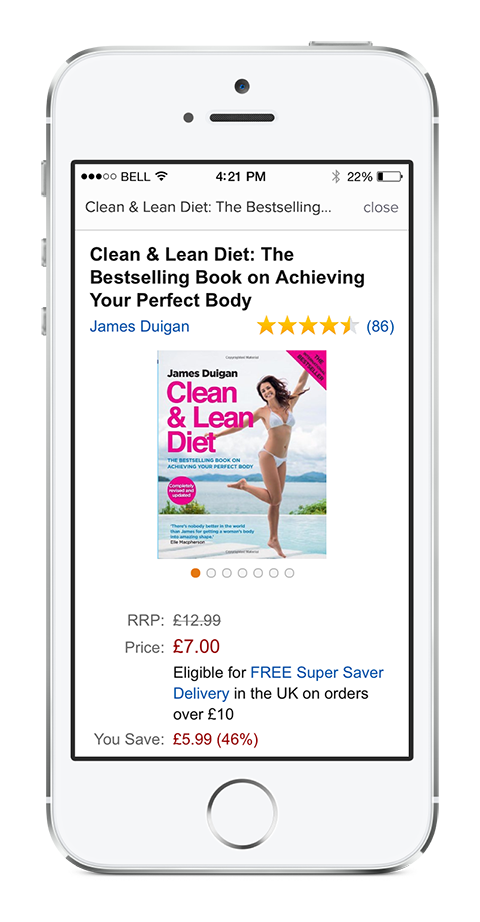 BELL 4:21 PM 22%
Clean & Lean Diet: The Bestselling... close
Clean & Lean Diet: The
Bestselling Book on Achieving
Your Perfect Body
James Duigan (86)
Copyrighted Material
THE
BESTSELLER
James Duigan
Clean
& Lean
Diet
THE BESTSELLING BOOK ON
ACHIEVING YOUR PERFECT BODY
Completely
revised and
updated
'There's nobody better in the world
than James for getting a woman's body
into amazing shape.'
Elle Macpherson
Copyrighted Material
RRP: £12.99
Price: £7.00
Eligible for FREE Super Saver
Delivery in the UK on orders
over £10
You Save: £5.99 (46%)